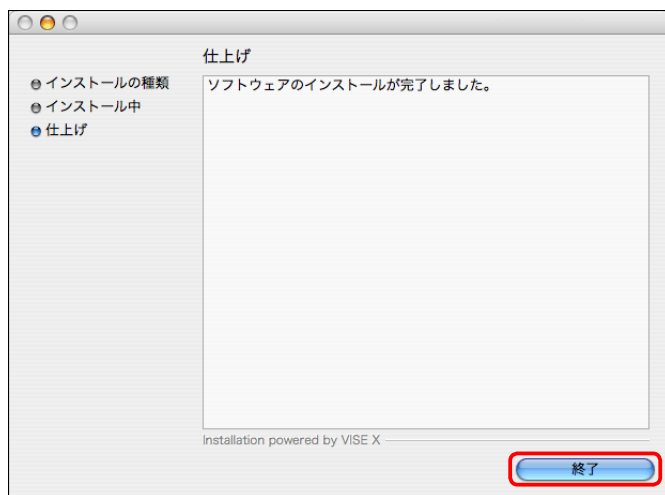 仕上げ
インストールの種類
インストール中
仕上げ
ソフトウェアのインストールが完了しました。
Installation powered by VISE X
終了